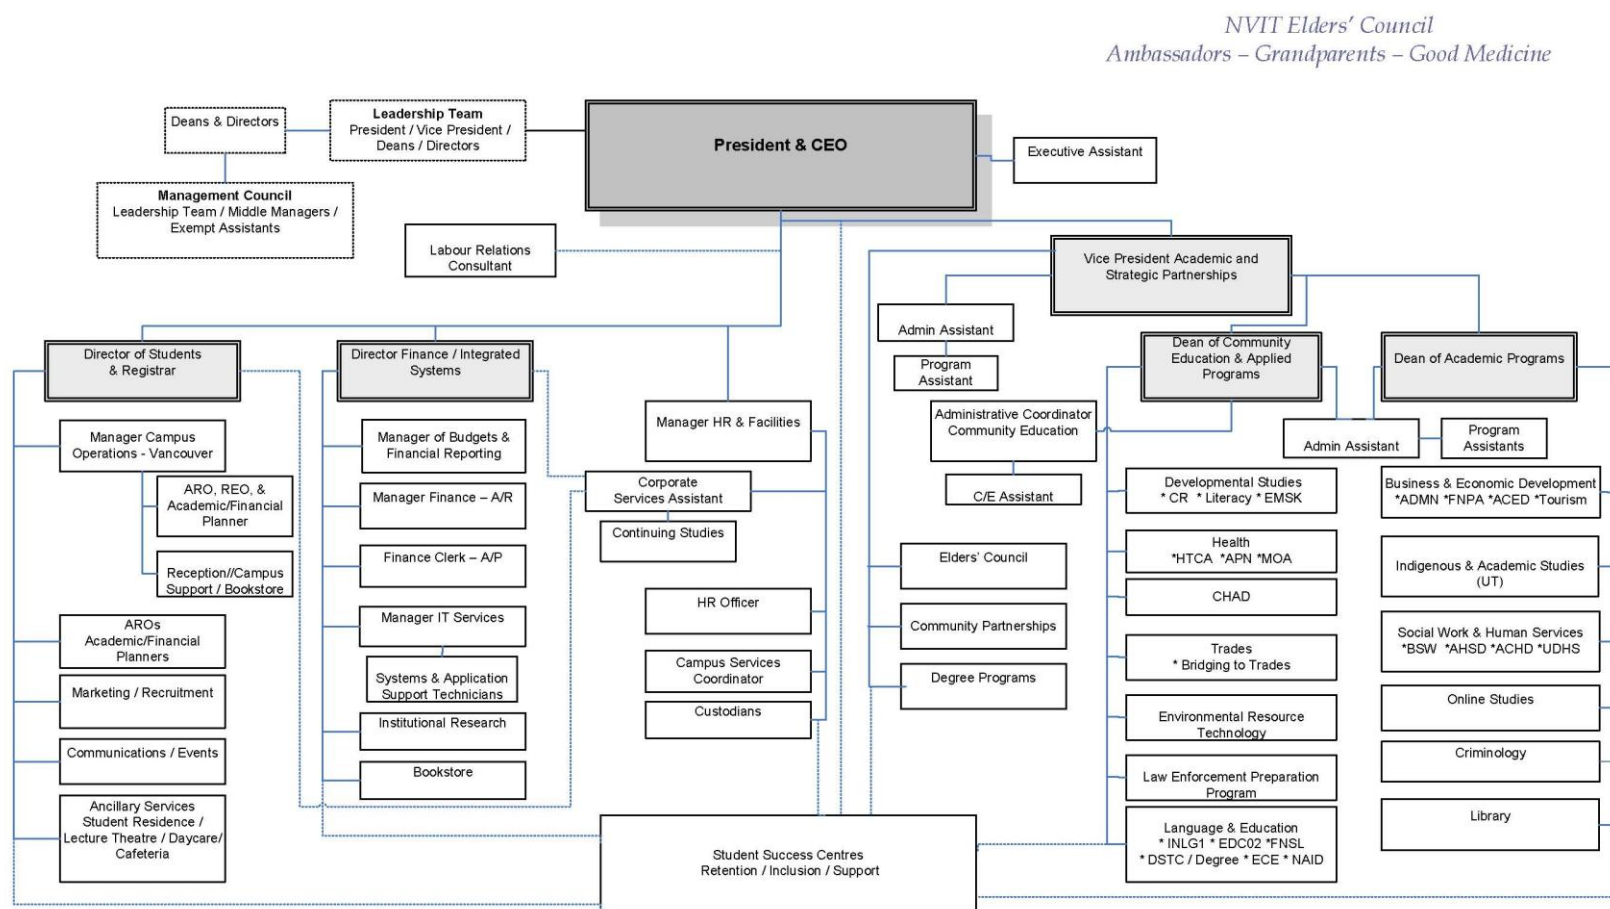 NVIT Elders' Council
Ambassadors – Grandparents – Good Medicine
Deans & Directors
Leadership Team
President / Vice President /
Deans / Directors
President & CEO
Executive Assistant
Management Council
Leadership Team / Middle Managers /
Exempt Assistants
Labour Relations
Consultant
Vice President Academic and
Strategic Partnerships
Admin Assistant
Program
Assistant
Director of Students
& Registrar
Director Finance / Integrated
Systems
Dean of Community
Education & Applied
Programs
Dean of Academic Programs
Manager HR & Facilities
Administrative Coordinator
Community Education
C/E Assistant
Admin Assistant
Program
Assistants
Manager Campus
Operations - Vancouver
ARO, REO, &
Academic/Financial
Planner
Reception//Campus
Support / Bookstore
AROs
Academic/Financial
Planners
Marketing / Recruitment
Communications / Events
Ancillary Services
Student Residence /
Lecture Theatre / Daycare/
Cafeteria
Manager of Budgets &
Financial Reporting
Manager Finance – A/R
Finance Clerk – A/P
Manager IT Services
Systems & Application
Support Technicians
Institutional Research
Bookstore
Corporate
Services Assistant
Continuing Studies
HR Officer
Campus Services
Coordinator
Custodians
Elders' Council
Community Partnerships
Degree Programs
Developmental Studies
* CR * Literacy * EMSK
Health
*HTCA *APN *MOA
CHAD
Trades
* Bridging to Trades
Environmental Resource
Technology
Law Enforcement Preparation
Program
Language & Education
* INLG1 * EDC02 *FNSL
* DSTC / Degree * ECE * NAID
Business & Economic Development
*ADMN *FNPA *ACED *Tourism
Indigenous & Academic Studies
(UT)
Social Work & Human Services
*BSW *AHSD *ACHD *UDHS
Online Studies
Criminology
Library
Student Success Centres
Retention / Inclusion / Support